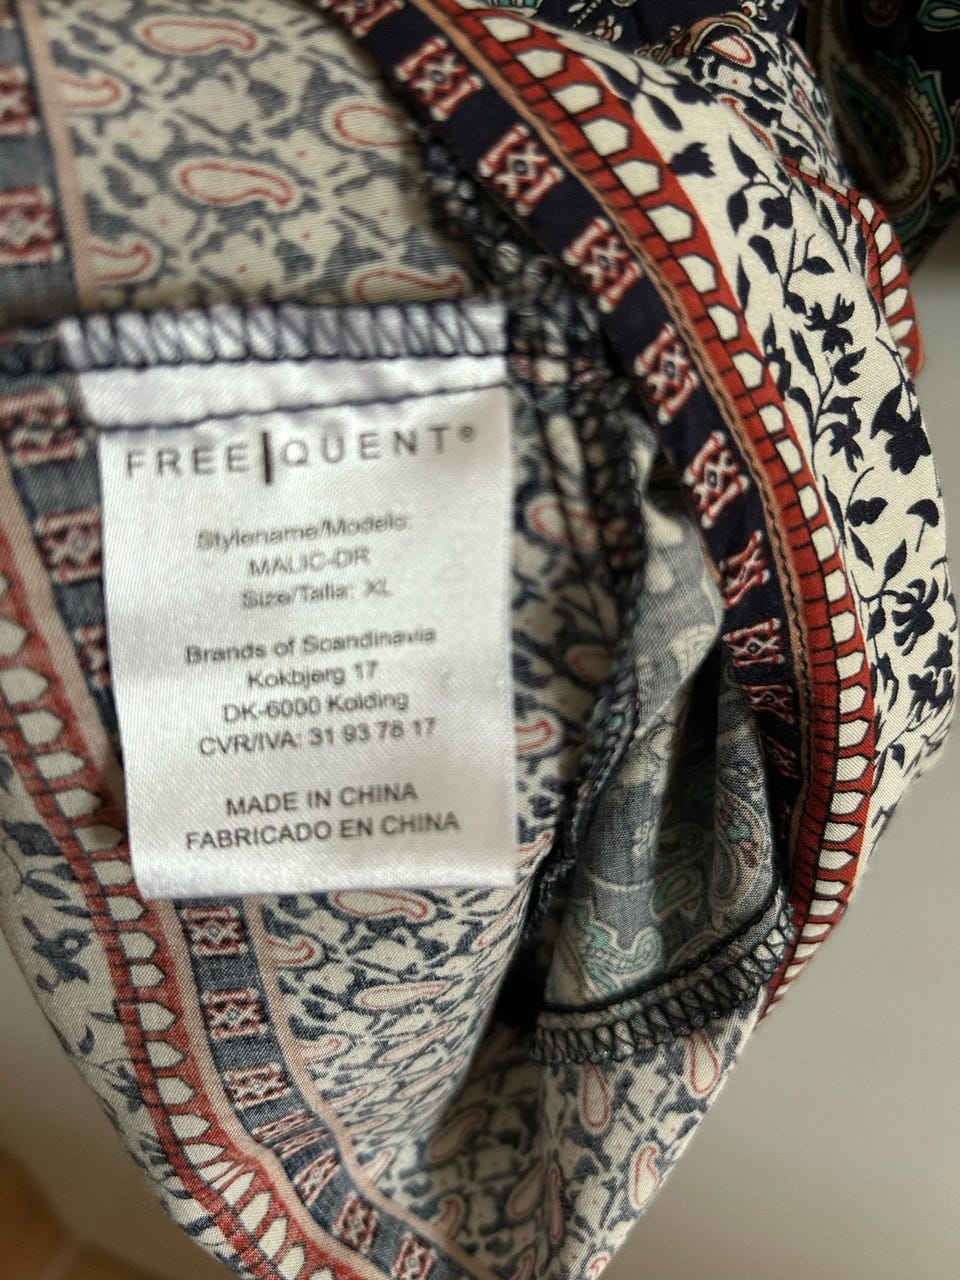 FREE|QUENT®
Stylename/Modelo:
MALIC-DR
Size/Talla: XL
Brands of Scandinavia
Kokbjerg 17
DK-6000 Kolding
CVR/IVA: 31 93 78 17
MADE IN CHINA
FABRICADO EN CHINA